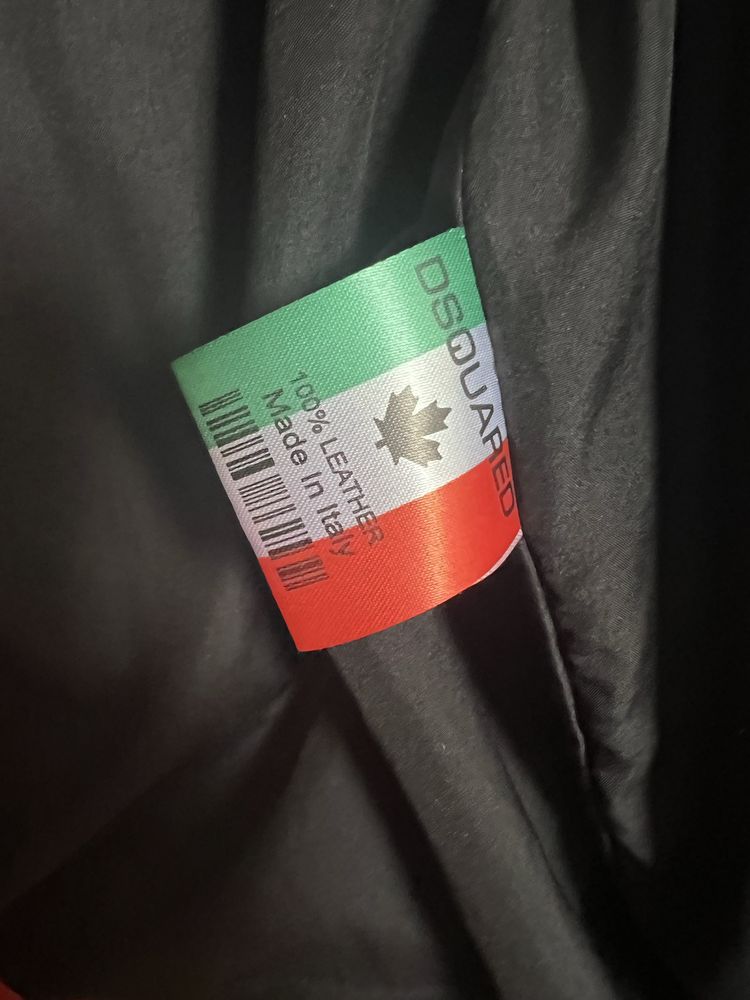 DSQUARED
100% LEATHER
Made In Italy